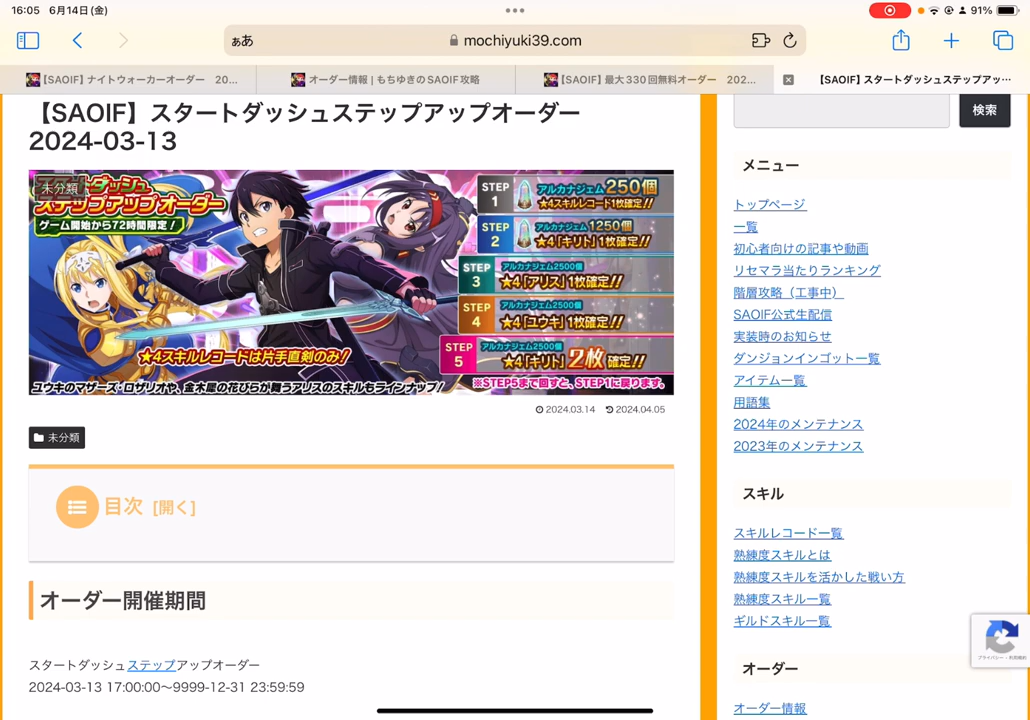 16:05 6月14日(金)
91%
ぁあ
mochiyuki39.com
【SAOIF】ナイトウォーカーオーダー 20...
オーダー情報 | もちゆきのSAOIF攻略
【SAOIF】最大330回無料オーダー 202...
【SAOIF】スタートダッシュステップアッ...
【SAOIF】スタートダッシュステップアップオーダー
2024-03-13
未分類
スタートダッシュ
ステップアップオーダー
ゲーム開始から72時間限定!
STEP 1
アルカナジェム250個
★4スキルレコード1枚確定!!
STEP 2
アルカナジェム1250個
★4「キリト」1枚確定!!
STEP 3
アルカナジェム2500個
★4「アリス」1枚確定!!
STEP 4
アルカナジェム2500個
★4「ユウキ」1枚確定!!
STEP 5
アルカナジェム2500個
★4「キリト」2枚確定!!
★4スキルレコードは片手直剣のみ!
ユウキのマザーズ・ロザリオや、金木犀の花びらが舞うアリスのスキルもラインナップ!
※STEP5まで回すと、STEP1に戻ります。
2024.03.14 2024.04.05
未分類
目次 [開く]
オーダー開催期間
スタートダッシュステップアップオーダー
2024-03-13 17:00:00〜9999-12-31 23:59:59
検索
メニュー
トップページ
一覧
初心者向けの記事や動画
リセマラ当たりランキング
階層攻略（工事中）
SAOIF公式生配信
実装時のお知らせ
ダンジョンインゴット一覧
アイテム一覧
用語集
2024年のメンテナンス
2023年のメンテナンス
スキル
スキルレコード一覧
熟練度スキルとは
熟練度スキルを活かした戦い方
熟練度スキル一覧
ギルドスキル一覧
プライバシー - 利用規約
オーダー
オーダー情報